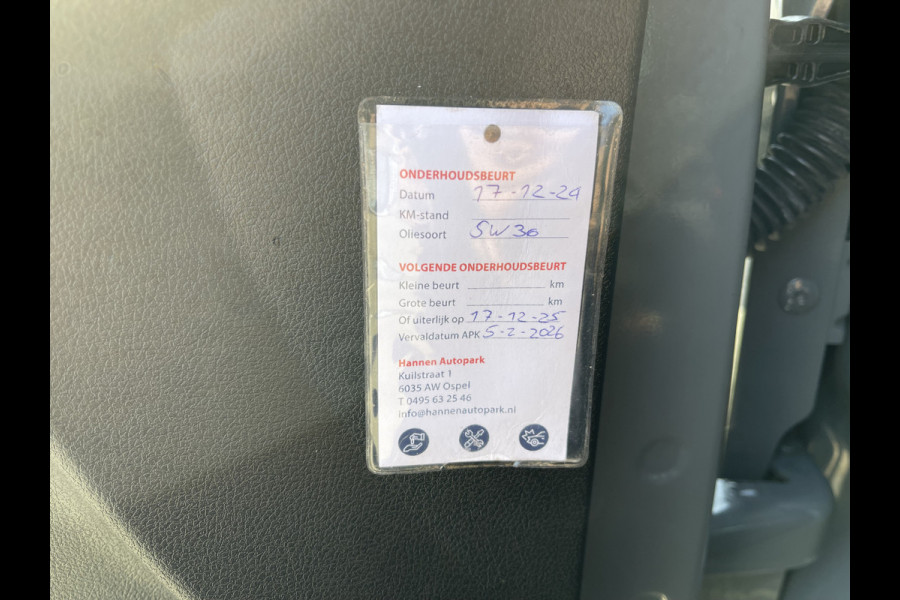 ONDERHOUDSBEURT
Datum 17-12-24
KM-stand
Oliesoort 5W30
VOLGENDE ONDERHOUDSBEURT
Kleine beurt km
Grote beurt km
Of uiterlijk op 17-12-25
Vervaldatum APK 5-2-2026
Hannen Autopark
Kuilstraat 1
6035 AW Ospel
T 0495 63 25 46
info@hannenautopark.nl